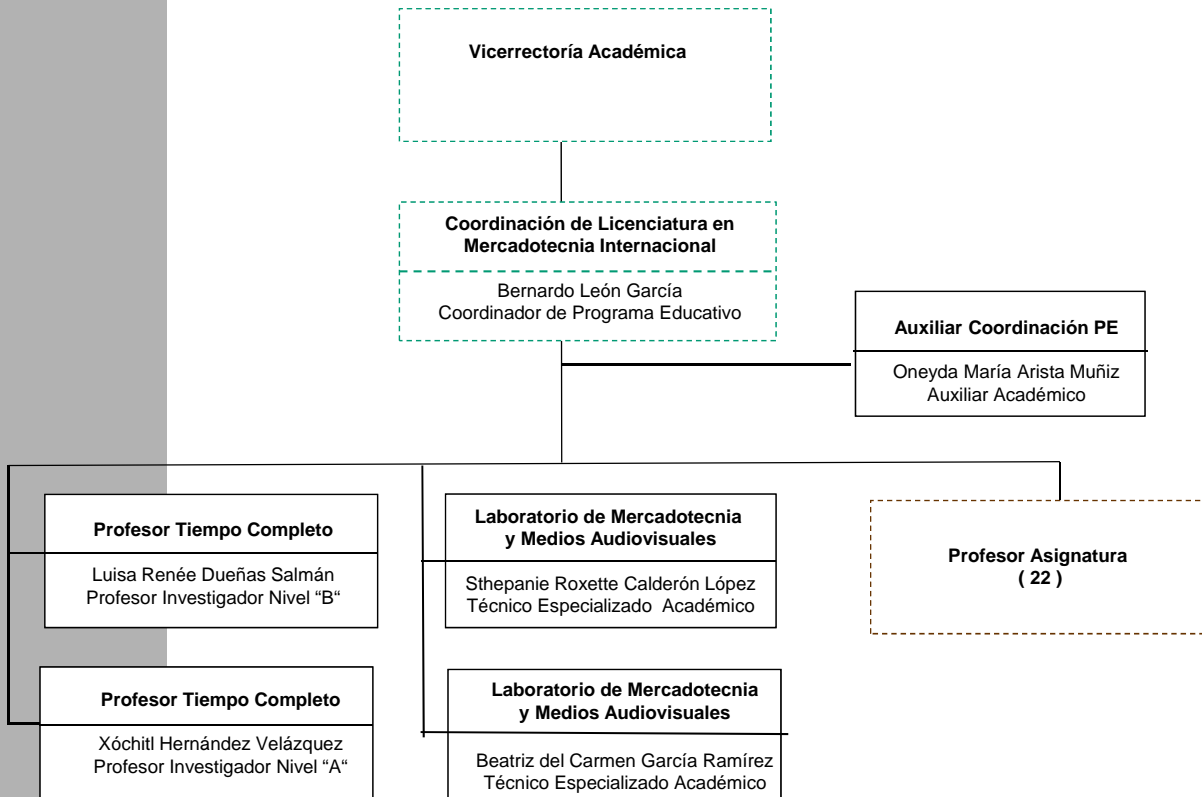 Vicerrectoría Académica
Coordinación de Licenciatura en
Mercadotecnia Internacional
Bernardo León García
Coordinador de Programa Educativo
Auxiliar Coordinación PE
Oneyda María Arista Muñiz
Auxiliar Académico
Profesor Tiempo Completo
Luisa Renée Dueñas Salmán
Profesor Investigador Nivel “B“
Laboratorio de Mercadotecnia
y Medios Audiovisuales
Sthepanie Roxette Calderón López
Técnico Especializado Académico
Profesor Asignatura
( 22 )
Profesor Tiempo Completo
Xóchitl Hernández Velázquez
Profesor Investigador Nivel “A“
Laboratorio de Mercadotecnia
y Medios Audiovisuales
Beatriz del Carmen García Ramírez
Técnico Especializado Académico